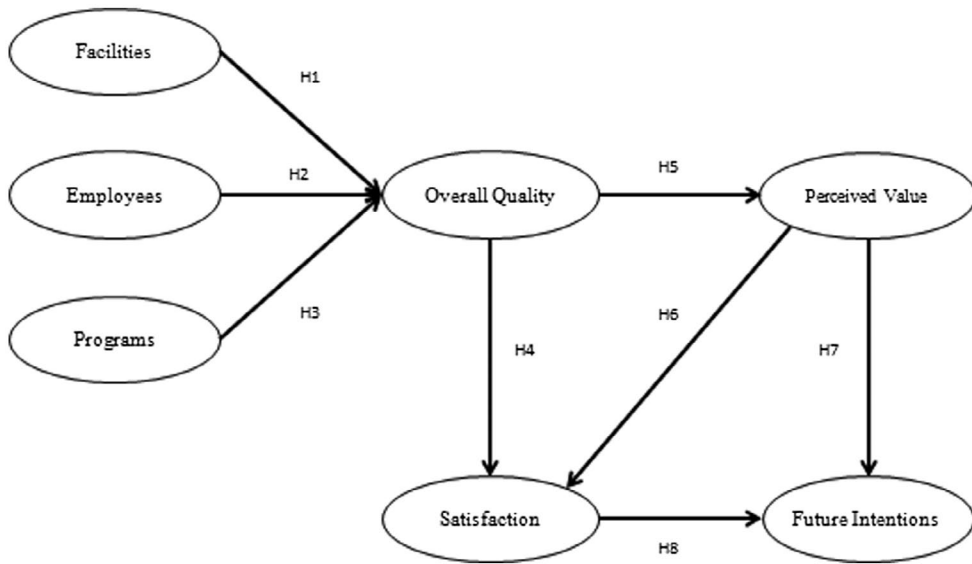 Facilities
H1
Employees
H2
Overall Quality
H5
Perceived Value
Programs
H3
H4
H6
H7
Satisfaction
H8
Future Intentions